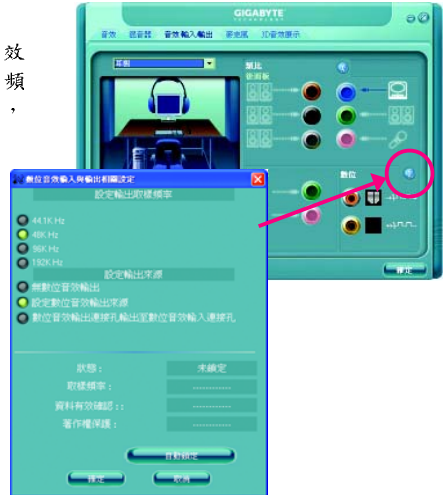 效
頻
，
GIGABYTE
TECHNOLOGY
音效 混音器 音效輸入/輸出 麥克風 3D音效展示
耳機
類比
後面板
數位
確定
數位音效輸入與輸出相關設定
設定輸出取樣頻率
44.1K Hz
48K Hz
96K Hz
192K Hz
設定輸出來源
無數位音效輸出
設定數位音效輸出來源
數位音效輸出連接孔輸出至數位音效輸入連接孔
狀態： 未鎖定
取樣頻率： ------------
資料有效確認：: ------------
著作權保護： ------------
自動鎖定
確定 取消